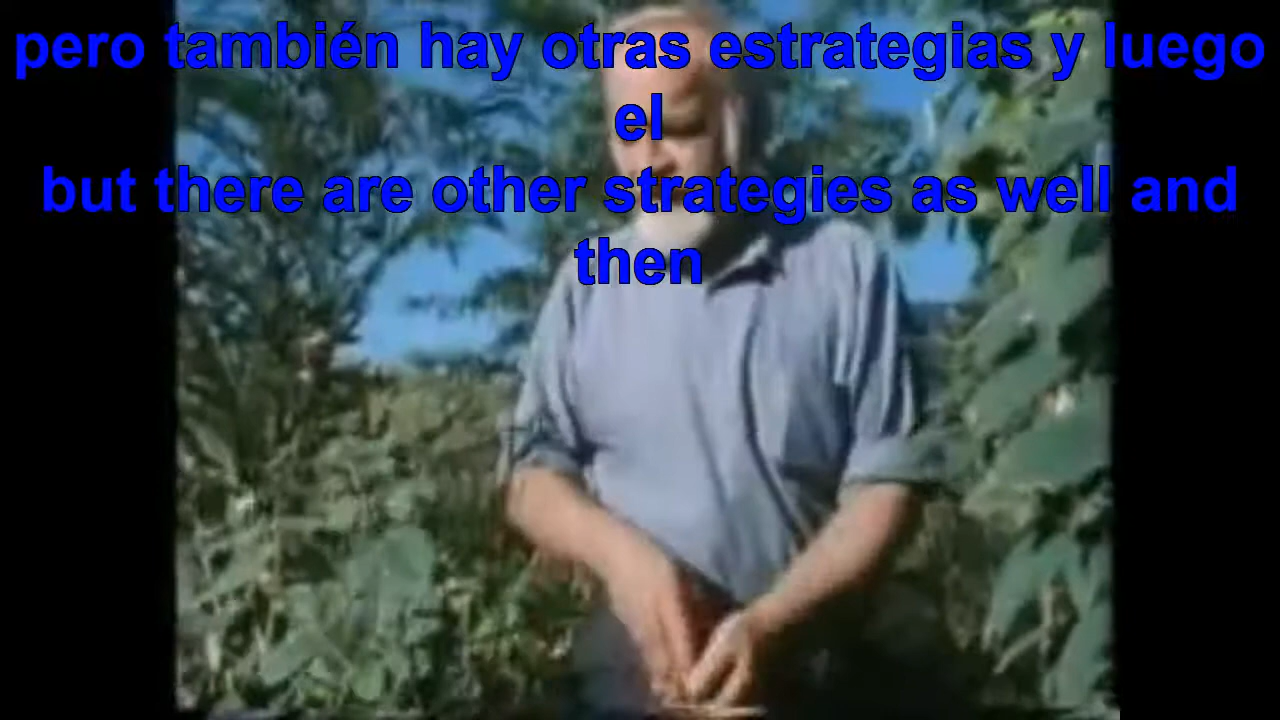 pero también hay otras estrategias y luego
el
but there are other strategies as well and
then